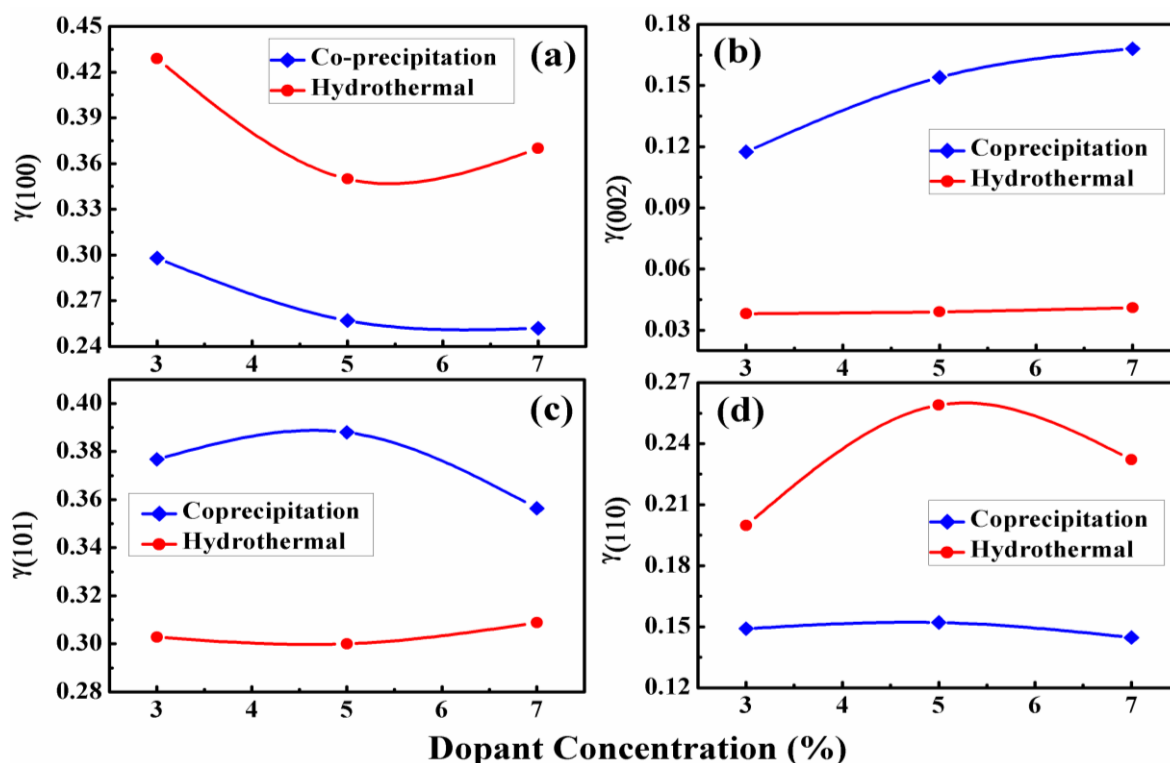 0.45
0.42
0.39
0.36
0.33
0.30
0.27
0.24
γ(100)
Co-precipitation
Hydrothermal
(a)
3 4 5 6 7
0.18
0.15
0.12
0.09
0.06
0.03
γ(002)
(b)
Coprecipitation
Hydrothermal
3 4 5 6 7
0.40
0.38
0.36
0.34
0.32
0.30
0.28
γ(101)
(c)
Coprecipitation
Hydrothermal
3 4 5 6 7
0.27
0.24
0.21
0.18
0.15
0.12
γ(110)
(d)
Coprecipitation
Hydrothermal
3 4 5 6 7
Dopant Concentration (%)